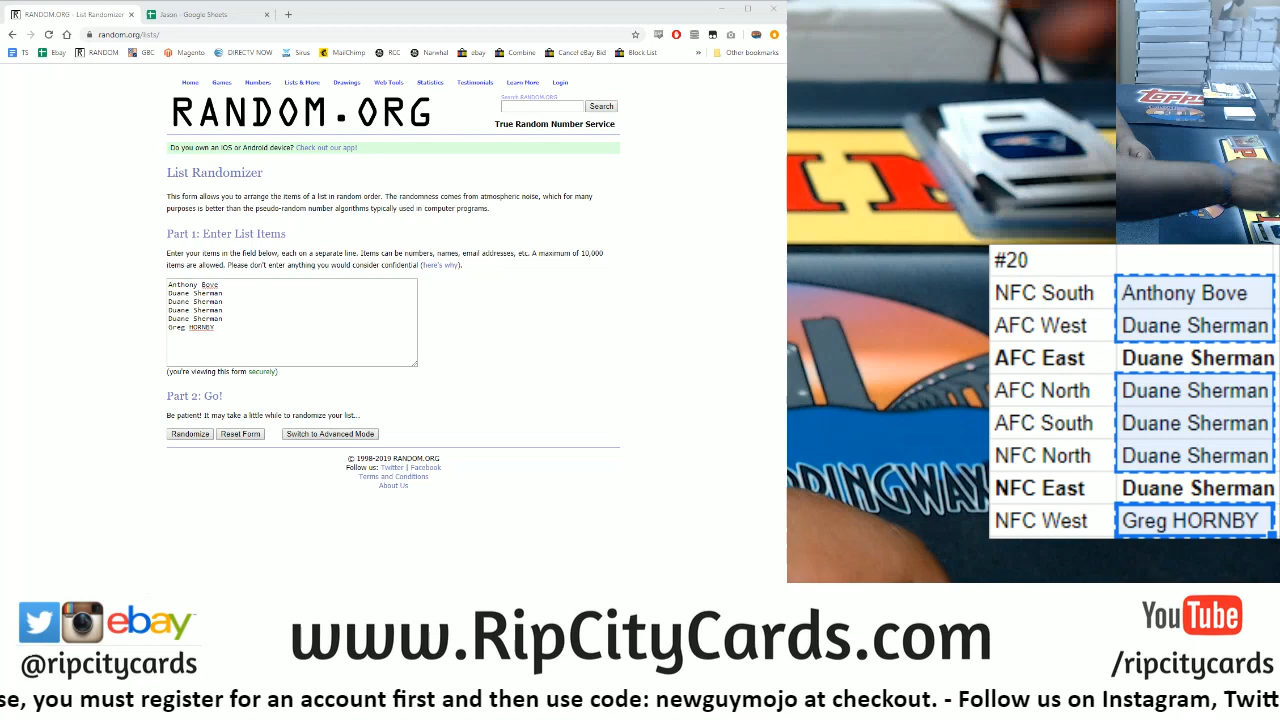 RANDOM.ORG - List Randomizer
Jason - Google Sheets
random.org/lists/
TS
Ebay
RANDOM
GBC
Magento
DIRECTV NOW
Sirus
MailChimp
RCC
Narwhal
ebay
Combine
Cancel eBay Bid
Block List
»
Other bookmarks
Home Games Numbers Lists & More Drawings Web Tools Statistics Testimonials Learn More Login
RANDOM.ORG
Search RANDOM.ORG
Search
True Random Number Service
Do you own an iOS or Android device? Check out our app!
List Randomizer
This form allows you to arrange the items of a list in random order. The randomness comes from atmospheric noise, which for many
purposes is better than the pseudo-random number algorithms typically used in computer programs.
Part 1: Enter List Items
Enter your items in the field below, each on a separate line. Items can be numbers, names, email addresses, etc. A maximum of 10,000
items are allowed. Please don't enter anything you would consider confidential (here's why).
Anthony Bove
Duane Sherman
Duane Sherman
Duane Sherman
Duane Sherman
Greg HORNBY
(you're viewing this form securely)
Part 2: Go!
Be patient! It may take a little while to randomize your list...
Randomize
Reset Form
Switch to Advanced Mode
© 1998-2019 RANDOM.ORG
Follow us: Twitter | Facebook
Terms and Conditions
About Us
topps
#20
NFC South Anthony Bove
AFC West Duane Sherman
AFC East Duane Sherman
AFC North Duane Sherman
AFC South Duane Sherman
NFC North Duane Sherman
NFC East Duane Sherman
NFC West Greg HORNBY
ebay
@ripcitycards
www.RipCityCards.com
YouTube
/ripcitycards
se, you must register for an account first and then use code: newguymojo at checkout. - Follow us on Instagram, Twitt